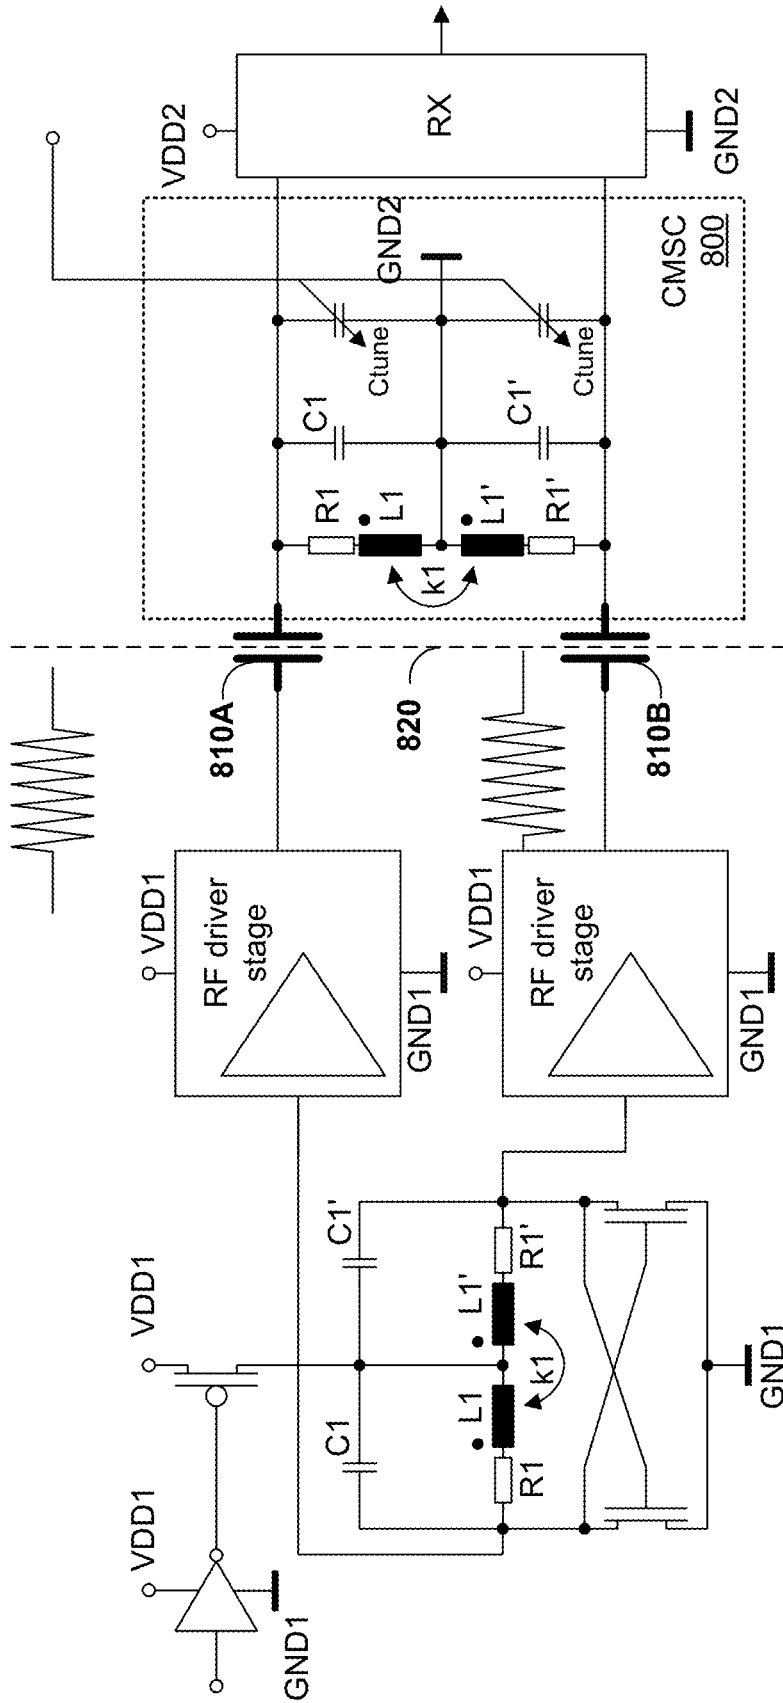 VDD1
GND1
VDD1
C1
C1'
R1
L1
L1'
R1'
k1
GND1
VDD1
RF driver
stage
GND1
VDD1
RF driver
stage
GND1
810A
820
810B
R1
L1
L1'
R1'
k1
C1
C1'
Ctune
Ctune
GND2
CMSC
800
VDD2
RX
GND2